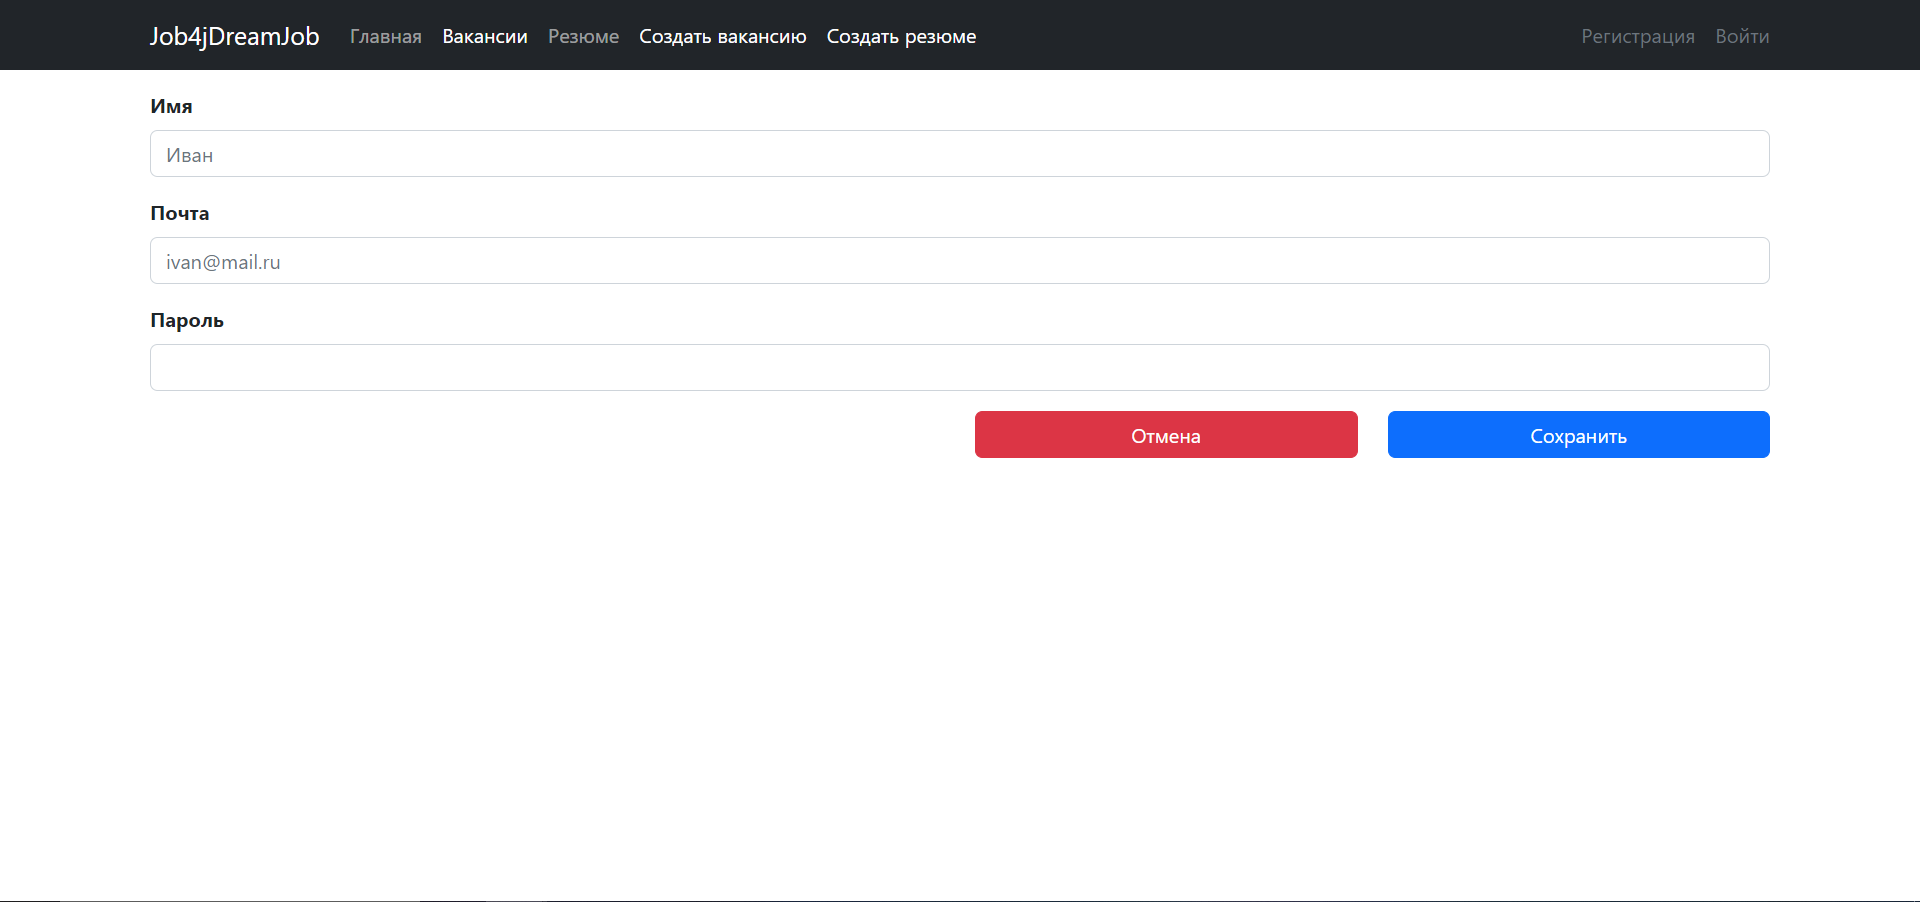 Job4jDreamJob Главная Вакансии Резюме Создать вакансию Создать резюме Регистрация Войти
Имя
Иван
Почта
ivan@mail.ru
Пароль
Отмена Сохранить